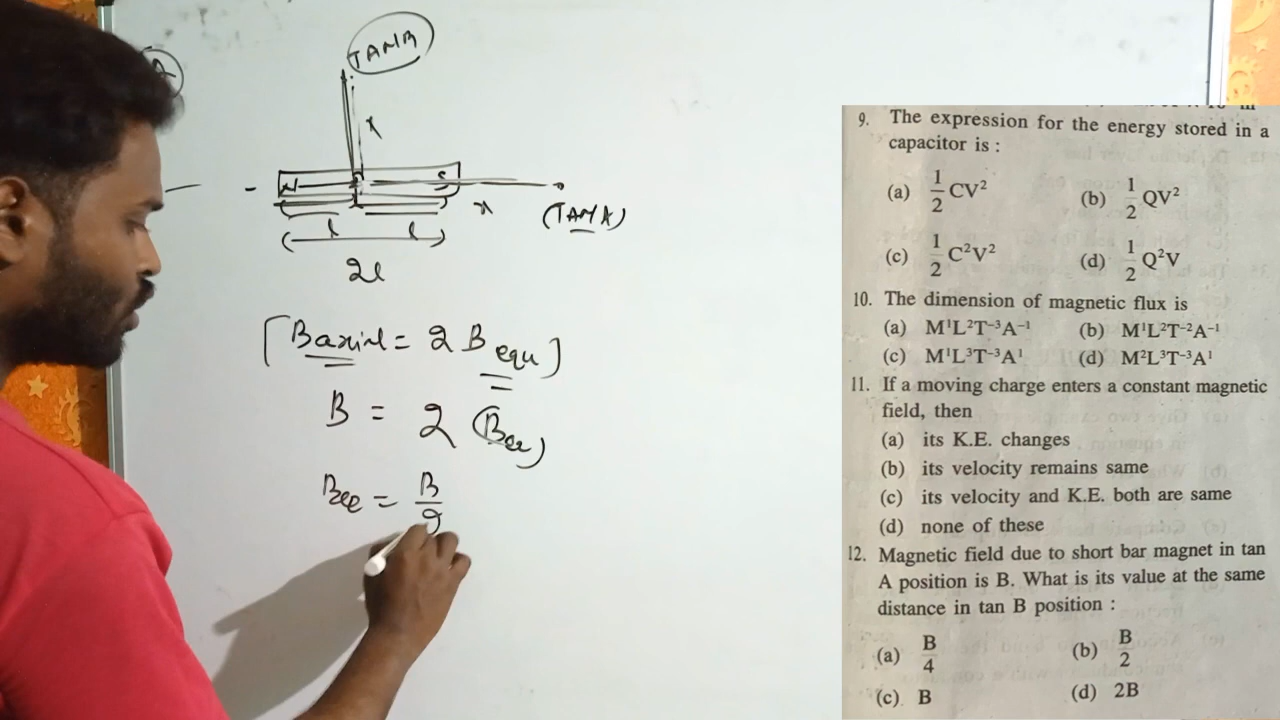 TANB
A
x
N
S
x
(TANA)
l l
2l
[Baxial = 2 Bequ]
B = 2 (Bee)
Bee = B/2
9. The expression for the energy stored in a
capacitor is :
(a) 1/2 CV² (b) 1/2 QV²
(c) 1/2 C²V² (d) 1/2 Q²V
10. The dimension of magnetic flux is
(a) M¹L²T⁻³A⁻¹ (b) M¹L²T⁻²A⁻¹
(c) M¹L³T⁻³A¹ (d) M²L³T⁻³A¹
11. If a moving charge enters a constant magnetic
field, then
(a) its K.E. changes
(b) its velocity remains same
(c) its velocity and K.E. both are same
(d) none of these
12. Magnetic field due to short bar magnet in tan
A position is B. What is its value at the same
distance in tan B position :
(a) B/4 (b) B/2
(c) B (d) 2B